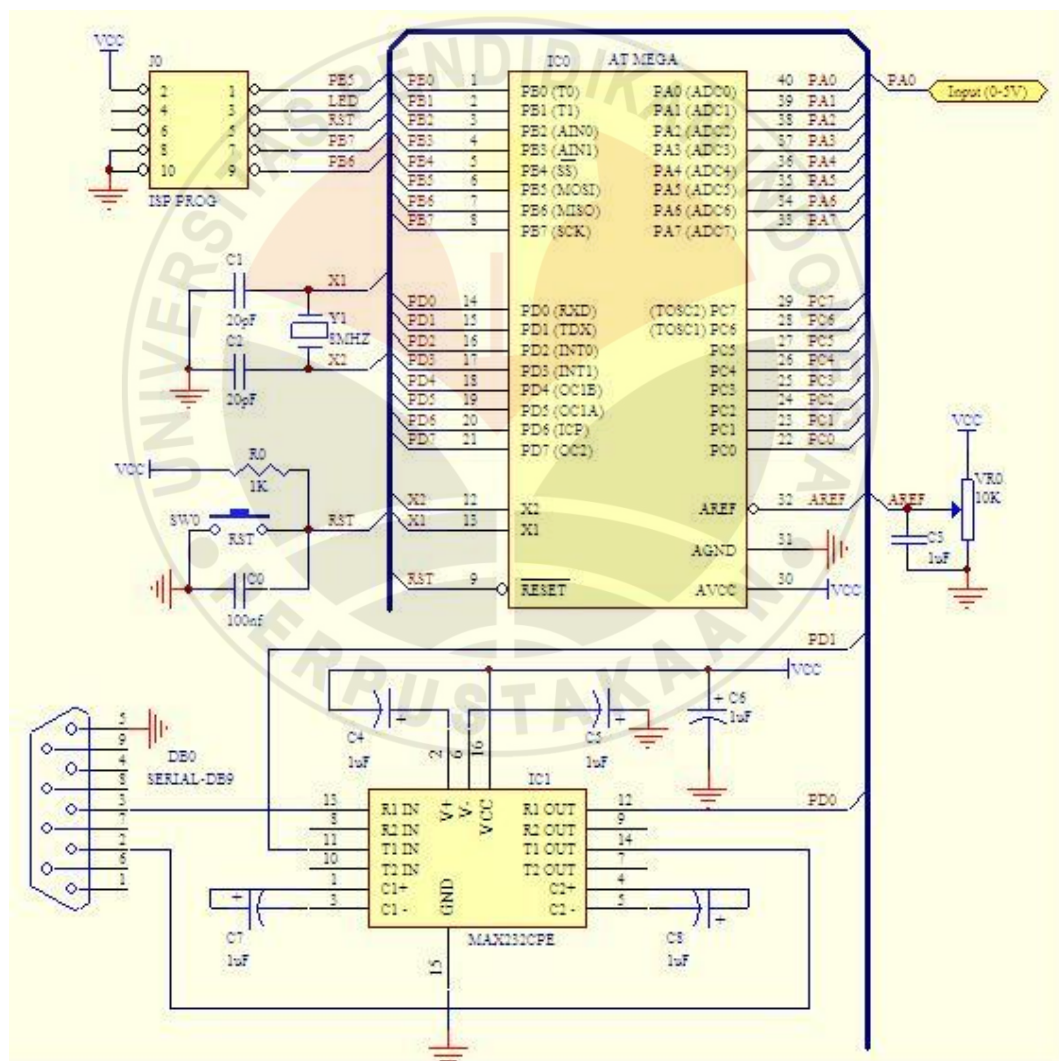 VCC
J0
2 1 PB5
4 3 LED
6 5 RST
8 7 PB7
10 9 PB6
ISP PROG
IC0 AT MEGA
PB0 1 PB0 (T0)
PB1 2 PB1 (T1)
PB2 3 PB2 (AIN0)
PB3 4 PB3 (AIN1)
PB4 5 PB4 (SS)
PB5 6 PB5 (MOSI)
PB6 7 PB6 (MISO)
PB7 8 PB7 (SCK)
PA0 (ADC0) 40 PA0
PA1 (ADC1) 39 PA1
PA2 (ADC2) 38 PA2
PA3 (ADC3) 37 PA3
PA4 (ADC4) 36 PA4
PA5 (ADC5) 35 PA5
PA6 (ADC6) 34 PA6
PA7 (ADC7) 33 PA7
PA0 Input (0-5V)
C1
20pF
C2
20pF
X1
Y1
8MHZ
X2
PD0 14 PD0 (RXD)
PD1 15 PD1 (TDX)
PD2 16 PD2 (INT0)
PD3 17 PD3 (INT1)
PD4 18 PD4 (OC1B)
PD5 19 PD5 (OC1A)
PD6 20 PD6 (ICP)
PD7 21 PD7 (OC2)
(TOSC2) PC7 29 PC7
(TOSC1) PC6 28 PC6
PC5 27 PC5
PC4 26 PC4
PC3 25 PC3
PC2 24 PC2
PC1 23 PC1
PC0 22 PC0
VCC
R0
1K
SW0
RST
RST
C0
100nf
X2 12 X2
X1 13 X1
RST 9 RESET
AREF 32 AREF
AGND 31
AVCC 30 VCC
AREF
VCC
VR0
10K
C3
1uF
PD1
VCC
C4
1uF
C5
1uF
C6
1uF
2 6 16
DB0
SERIAL-DB9
5
9
4
8
3
7
2
6
1
IC1
13 R1 IN
8 R2 IN
11 T1 IN
10 T2 IN
1 C1+
3 C1 -
V+ V- VCC
GND
R1 OUT 12 PD0
R2 OUT 9
T1 OUT 14
T2 OUT 7
C2+ 4
C2 - 5
MAX232CPE
C7
1uF
C8
1uF
15
UNIVERSITAS PENDIDIKAN INDONESIA
PERPUSTAKAAN